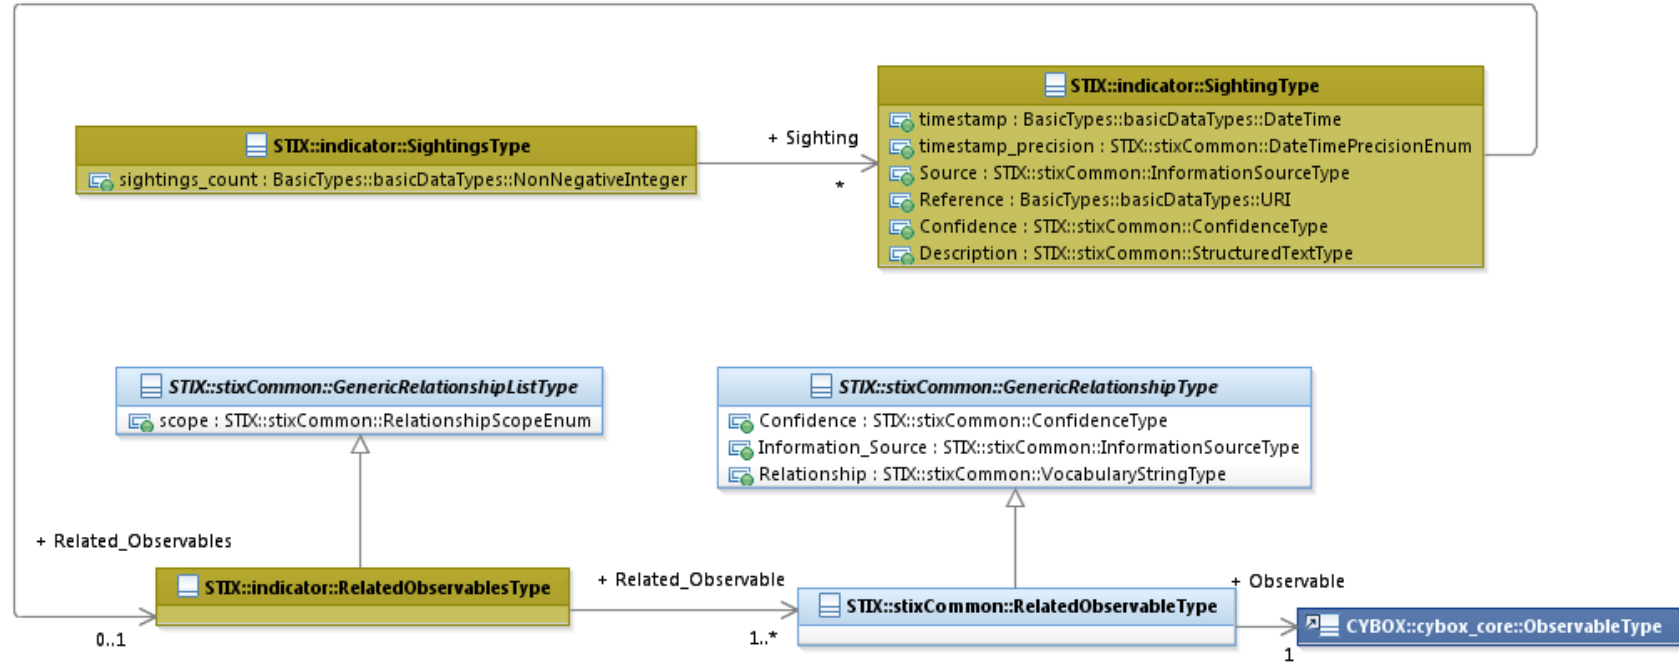 STIX::indicator::SightingType
timestamp : BasicTypes::basicDataTypes::DateTime
timestamp_precision : STIX::stixCommon::DateTimePrecisionEnum
Source : STIX::stixCommon::InformationSourceType
Reference : BasicTypes::basicDataTypes::URI
Confidence : STIX::stixCommon::ConfidenceType
Description : STIX::stixCommon::StructuredTextType
+ Sighting
*
STIX::indicator::SightingsType
sightings_count : BasicTypes::basicDataTypes::NonNegativeInteger
STIX::stixCommon::GenericRelationshipListType
scope : STIX::stixCommon::RelationshipScopeEnum
STIX::stixCommon::GenericRelationshipType
Confidence : STIX::stixCommon::ConfidenceType
Information_Source : STIX::stixCommon::InformationSourceType
Relationship : STIX::stixCommon::VocabularyStringType
+ Related_Observables
0..1
STIX::indicator::RelatedObservablesType
+ Related_Observable
1..*
STIX::stixCommon::RelatedObservableType
+ Observable
1
CYBOX::cybox_core::ObservableType